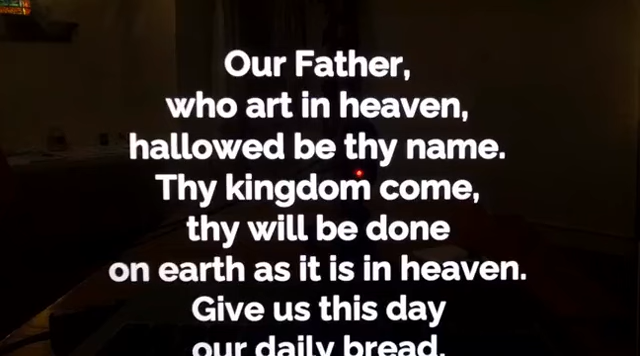 Our Father,
who art in heaven,
hallowed be thy name.
Thy kingdom come,
thy will be done
on earth as it is in heaven.
Give us this day
our daily bread.